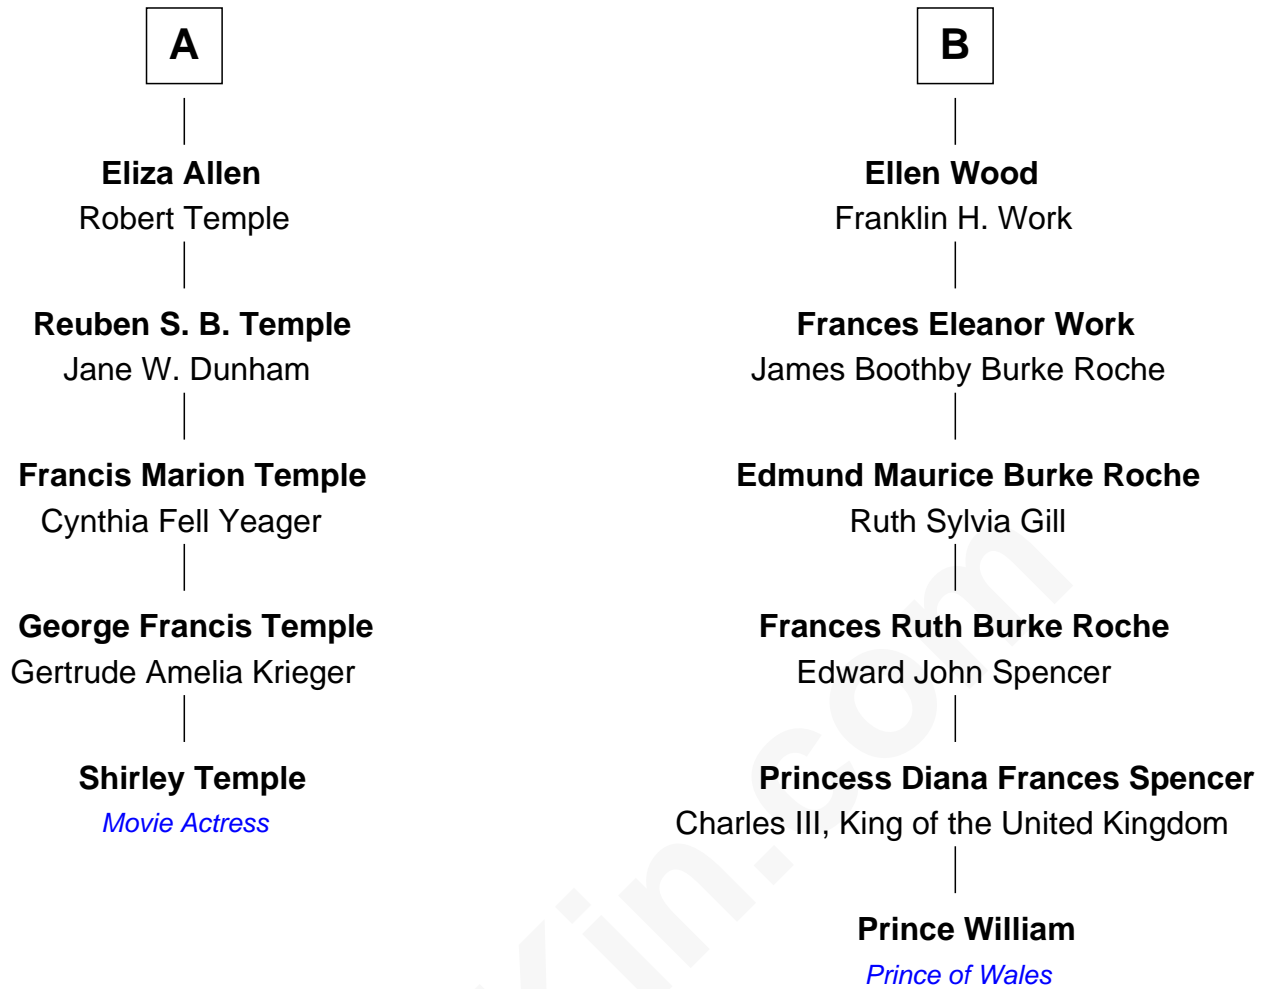 A
Eliza Allen
Robert Temple
Reuben S. B. Temple
Jane W. Dunham
Francis Marion Temple
Cynthia Fell Yeager
George Francis Temple
Gertrude Amelia Krieger
Shirley Temple
Movie Actress
B
Ellen Wood
Franklin H. Work
Frances Eleanor Work
James Boothby Burke Roche
Edmund Maurice Burke Roche
Ruth Sylvia Gill
Frances Ruth Burke Roche
Edward John Spencer
Princess Diana Frances Spencer
Charles III, King of the United Kingdom
Prince William
Prince of Wales
Kin.com